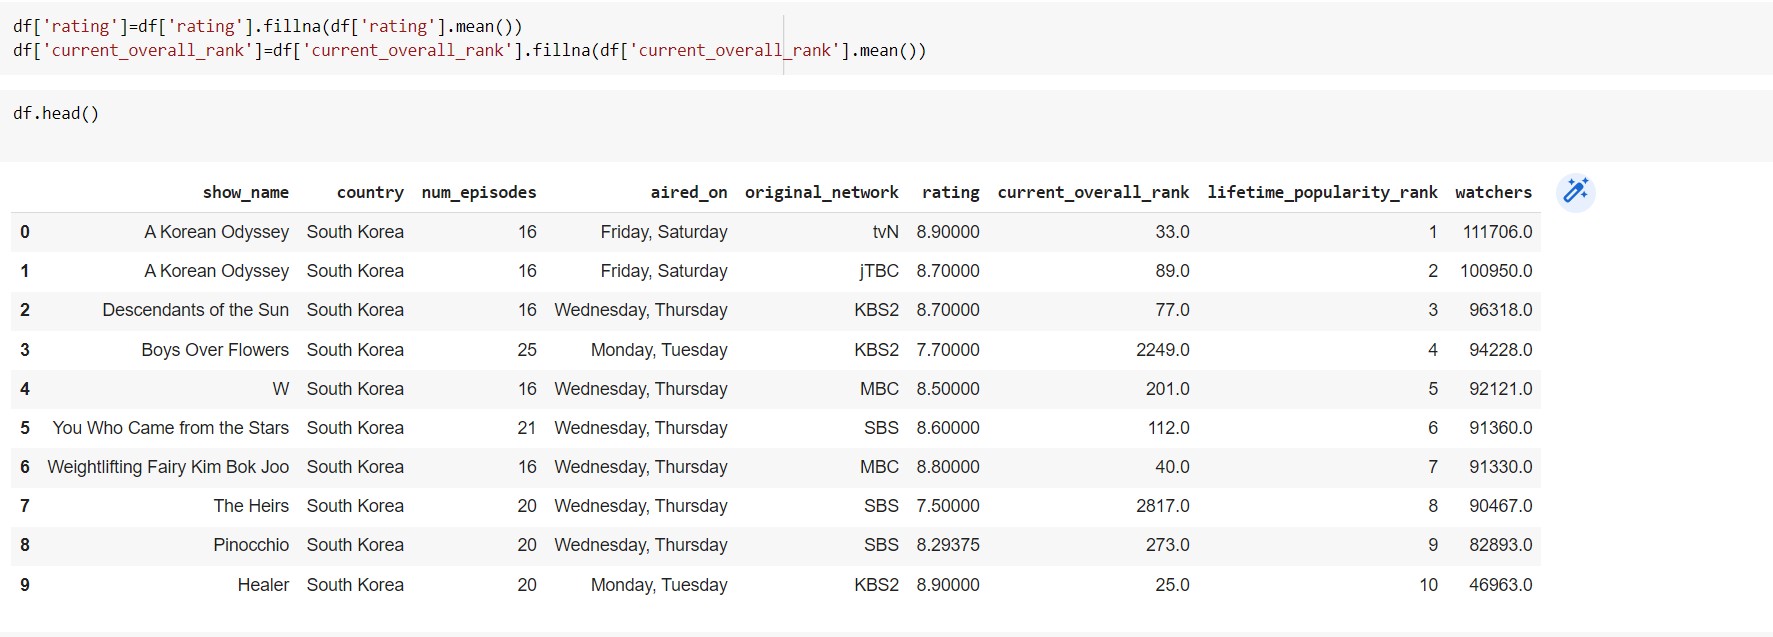 df['rating']=df['rating'].fillna(df['rating'].mean())
df['current_overall_rank']=df['current_overall_rank'].fillna(df['current_overall_rank'].mean())
df.head()
show_name country num_episodes aired_on original_network rating current_overall_rank lifetime_popularity_rank watchers
0 A Korean Odyssey South Korea 16 Friday, Saturday tvN 8.90000 33.0 1 111706.0
1 A Korean Odyssey South Korea 16 Friday, Saturday jTBC 8.70000 89.0 2 100950.0
2 Descendants of the Sun South Korea 16 Wednesday, Thursday KBS2 8.70000 77.0 3 96318.0
3 Boys Over Flowers South Korea 25 Monday, Tuesday KBS2 7.70000 2249.0 4 94228.0
4 W South Korea 16 Wednesday, Thursday MBC 8.50000 201.0 5 92121.0
5 You Who Came from the Stars South Korea 21 Wednesday, Thursday SBS 8.60000 112.0 6 91360.0
6 Weightlifting Fairy Kim Bok Joo South Korea 16 Wednesday, Thursday MBC 8.80000 40.0 7 91330.0
7 The Heirs South Korea 20 Wednesday, Thursday SBS 7.50000 2817.0 8 90467.0
8 Pinocchio South Korea 20 Wednesday, Thursday SBS 8.29375 273.0 9 82893.0
9 Healer South Korea 20 Monday, Tuesday KBS2 8.90000 25.0 10 46963.0